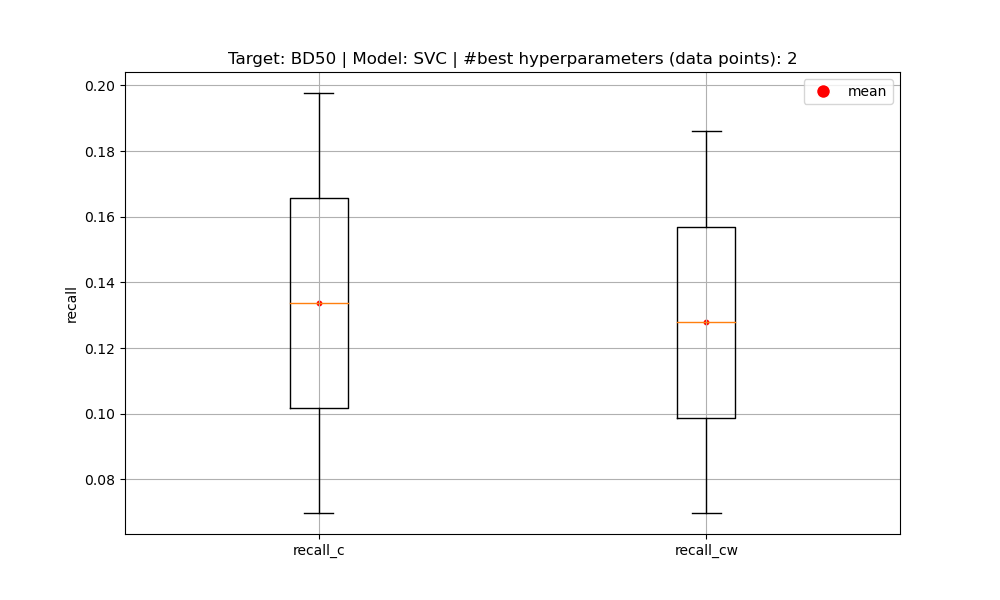 Target: BD50 | Model: SVC | #best hyperparameters (data points): 2
mean
recall
0.20
0.18
0.16
0.14
0.12
0.10
0.08
recall_c
recall_cw